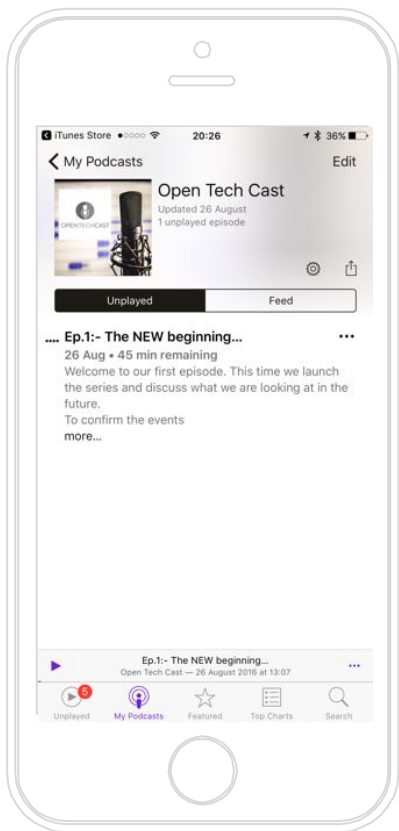 iTunes Store 20:26 36%
My Podcasts Edit
OPENTECHCAST
Open Tech Cast
Updated 26 August
1 unplayed episode
Unplayed Feed
.... Ep.1:- The NEW beginning... •••
26 Aug • 45 min remaining
Welcome to our first episode. This time we launch
the series and discuss what we are looking at in the
future.
To confirm the events
more...
Ep.1:- The NEW beginning...
Open Tech Cast — 26 August 2016 at 13:07
5
Unplayed My Podcasts Featured Top Charts Search